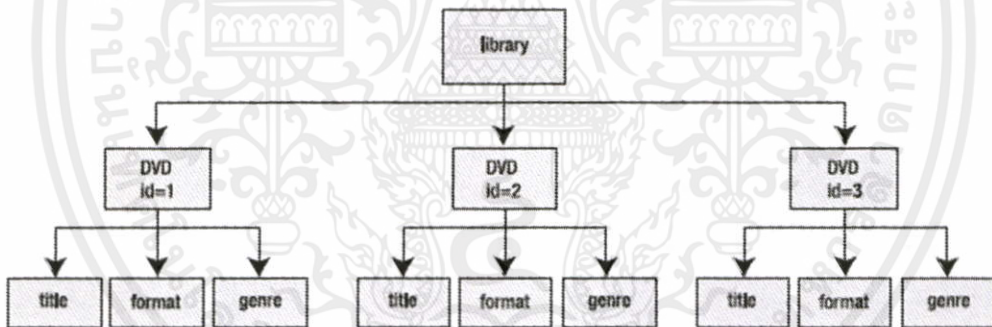 library
DVD
id=1
DVD
id=2
DVD
id=3
title
format
genre
title
format
genre
title
format
genre